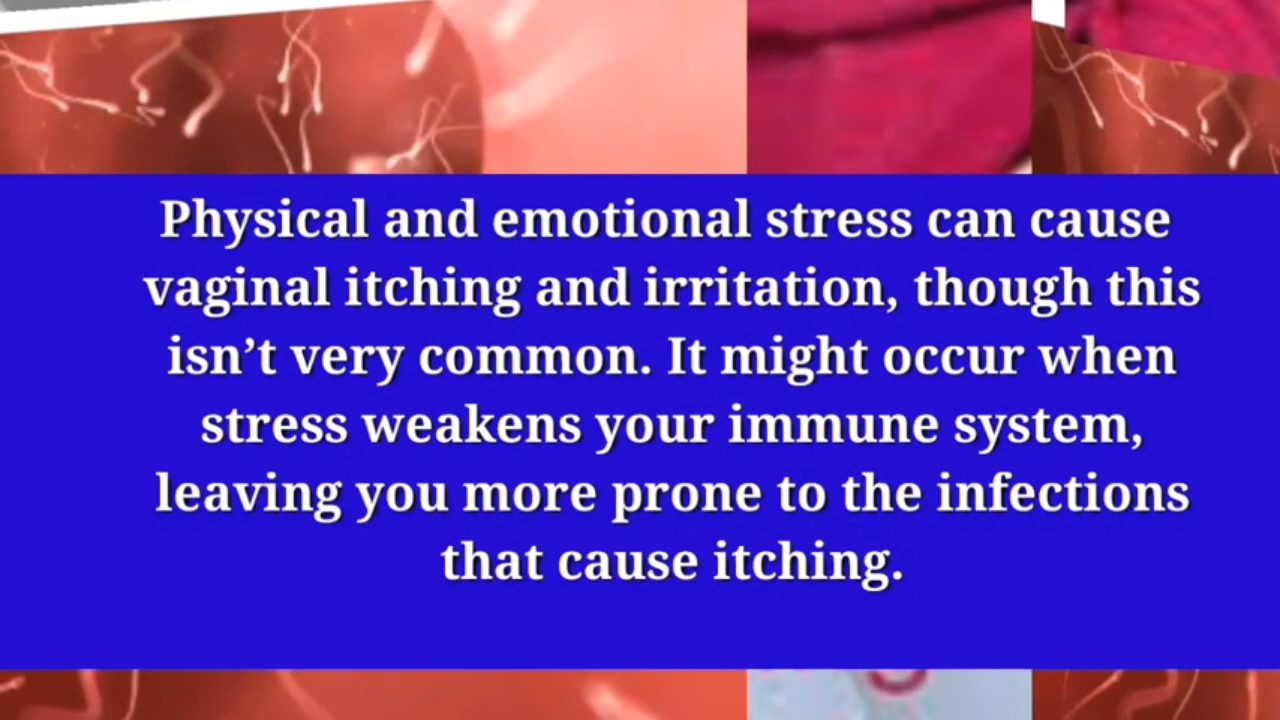 Physical and emotional stress can cause
vaginal itching and irritation, though this
isn’t very common. It might occur when
stress weakens your immune system,
leaving you more prone to the infections
that cause itching.